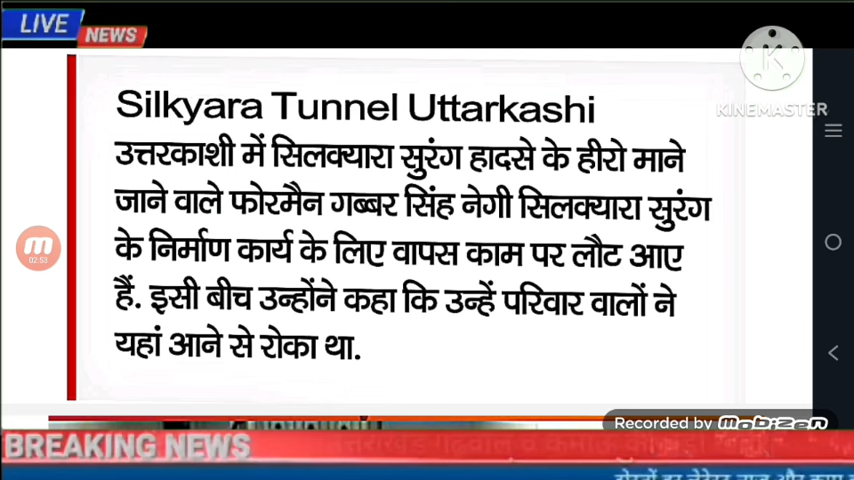 LIVE
NEWS
KINEMASTER
Silkyara Tunnel Uttarkashi
उत्तरकाशी में सिलक्यारा सुरंग हादसे के हीरो माने
जाने वाले फोरमैन गब्बर सिंह नेगी सिलक्यारा सुरंग
के निर्माण कार्य के लिए वापस काम पर लौट आए
हैं. इसी बीच उन्होंने कहा कि उन्हें परिवार वालों ने
यहां आने से रोका था.
02:53
Recorded by mobizen
BREAKING NEWS